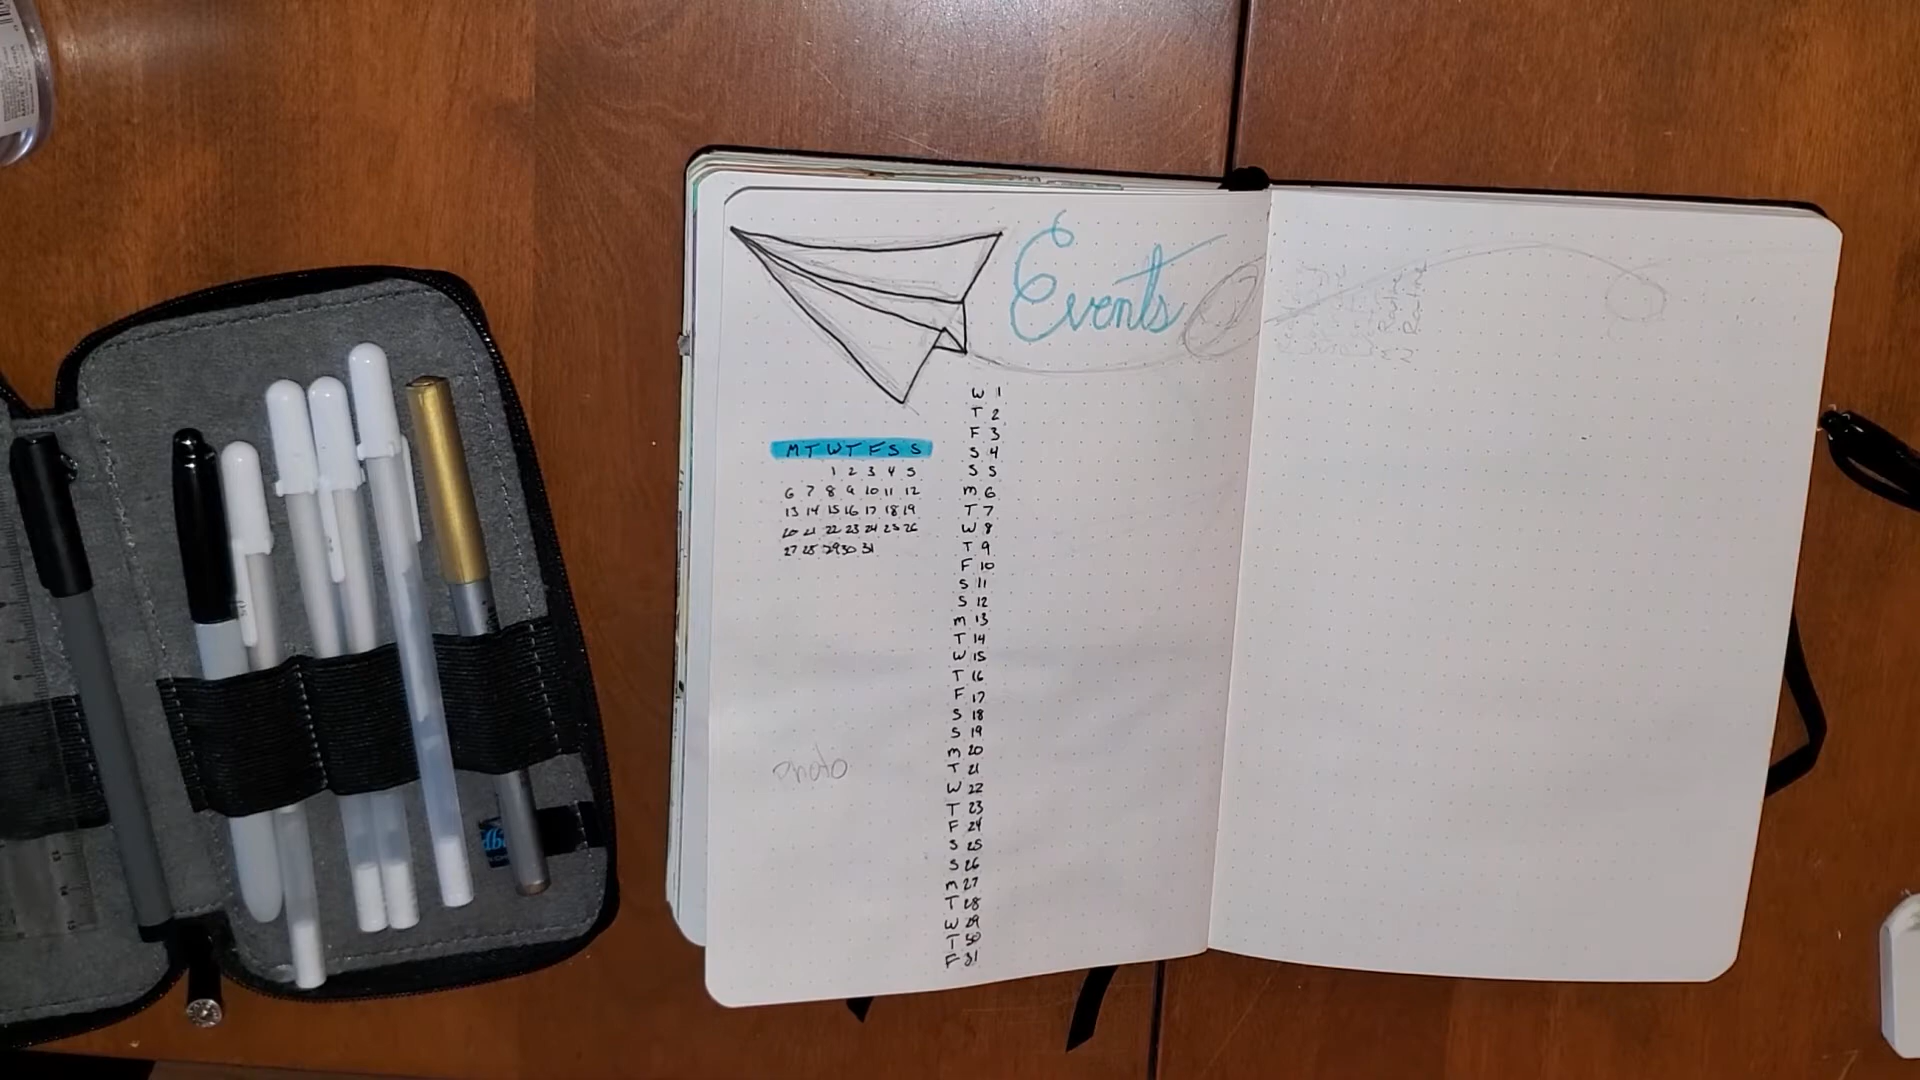 Events
M T W T F S S
1 2 3 4 5
6 7 8 9 10 11 12
13 14 15 16 17 18 19
20 21 22 23 24 25 26
27 28 29 30 31
Photo
W 1
T 2
F 3
S 4
S 5
M 6
T 7
W 8
T 9
F 10
S 11
S 12
M 13
T 14
W 15
T 16
F 17
S 18
S 19
M 20
T 21
W 22
T 23
F 24
S 25
S 26
M 27
T 28
W 29
T 30
F 31